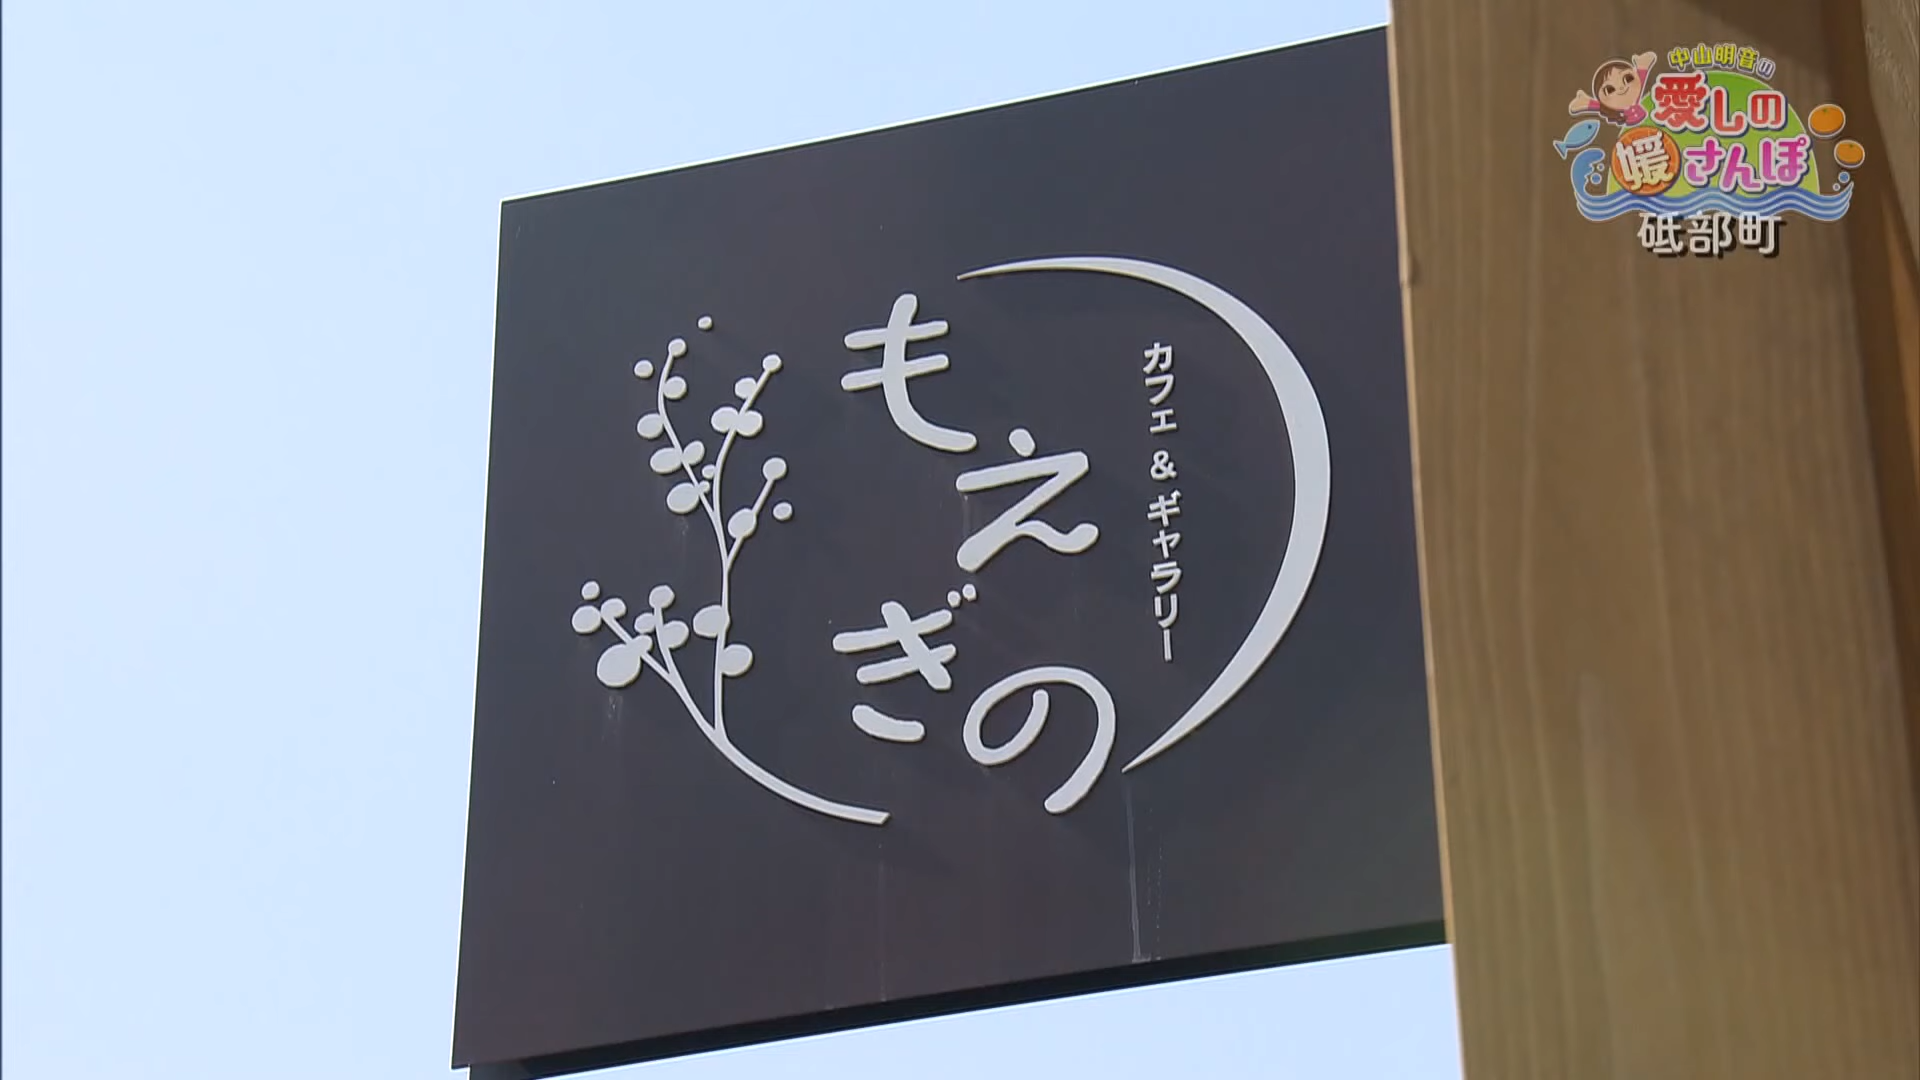 もえぎの
カフェ & ギャラリー
中山明音の
愛しの
媛さんぽ
砥部町